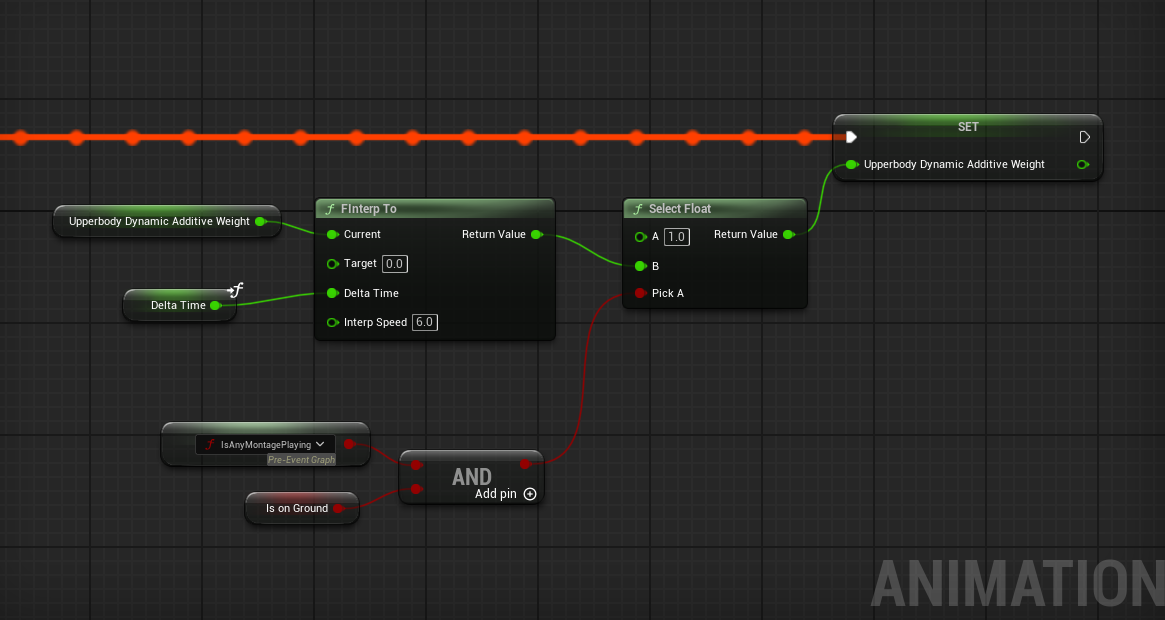 SET
Upperbody Dynamic Additive Weight
Upperbody Dynamic Additive Weight
f FInterp To
Current Return Value
Target 0.0
Delta Time
Interp Speed 6.0
f
Delta Time
f Select Float
A 1.0 Return Value
B
Pick A
f IsAnyMontagePlaying
Pre-Event Graph
Is on Ground
AND
Add pin
ANIMATION